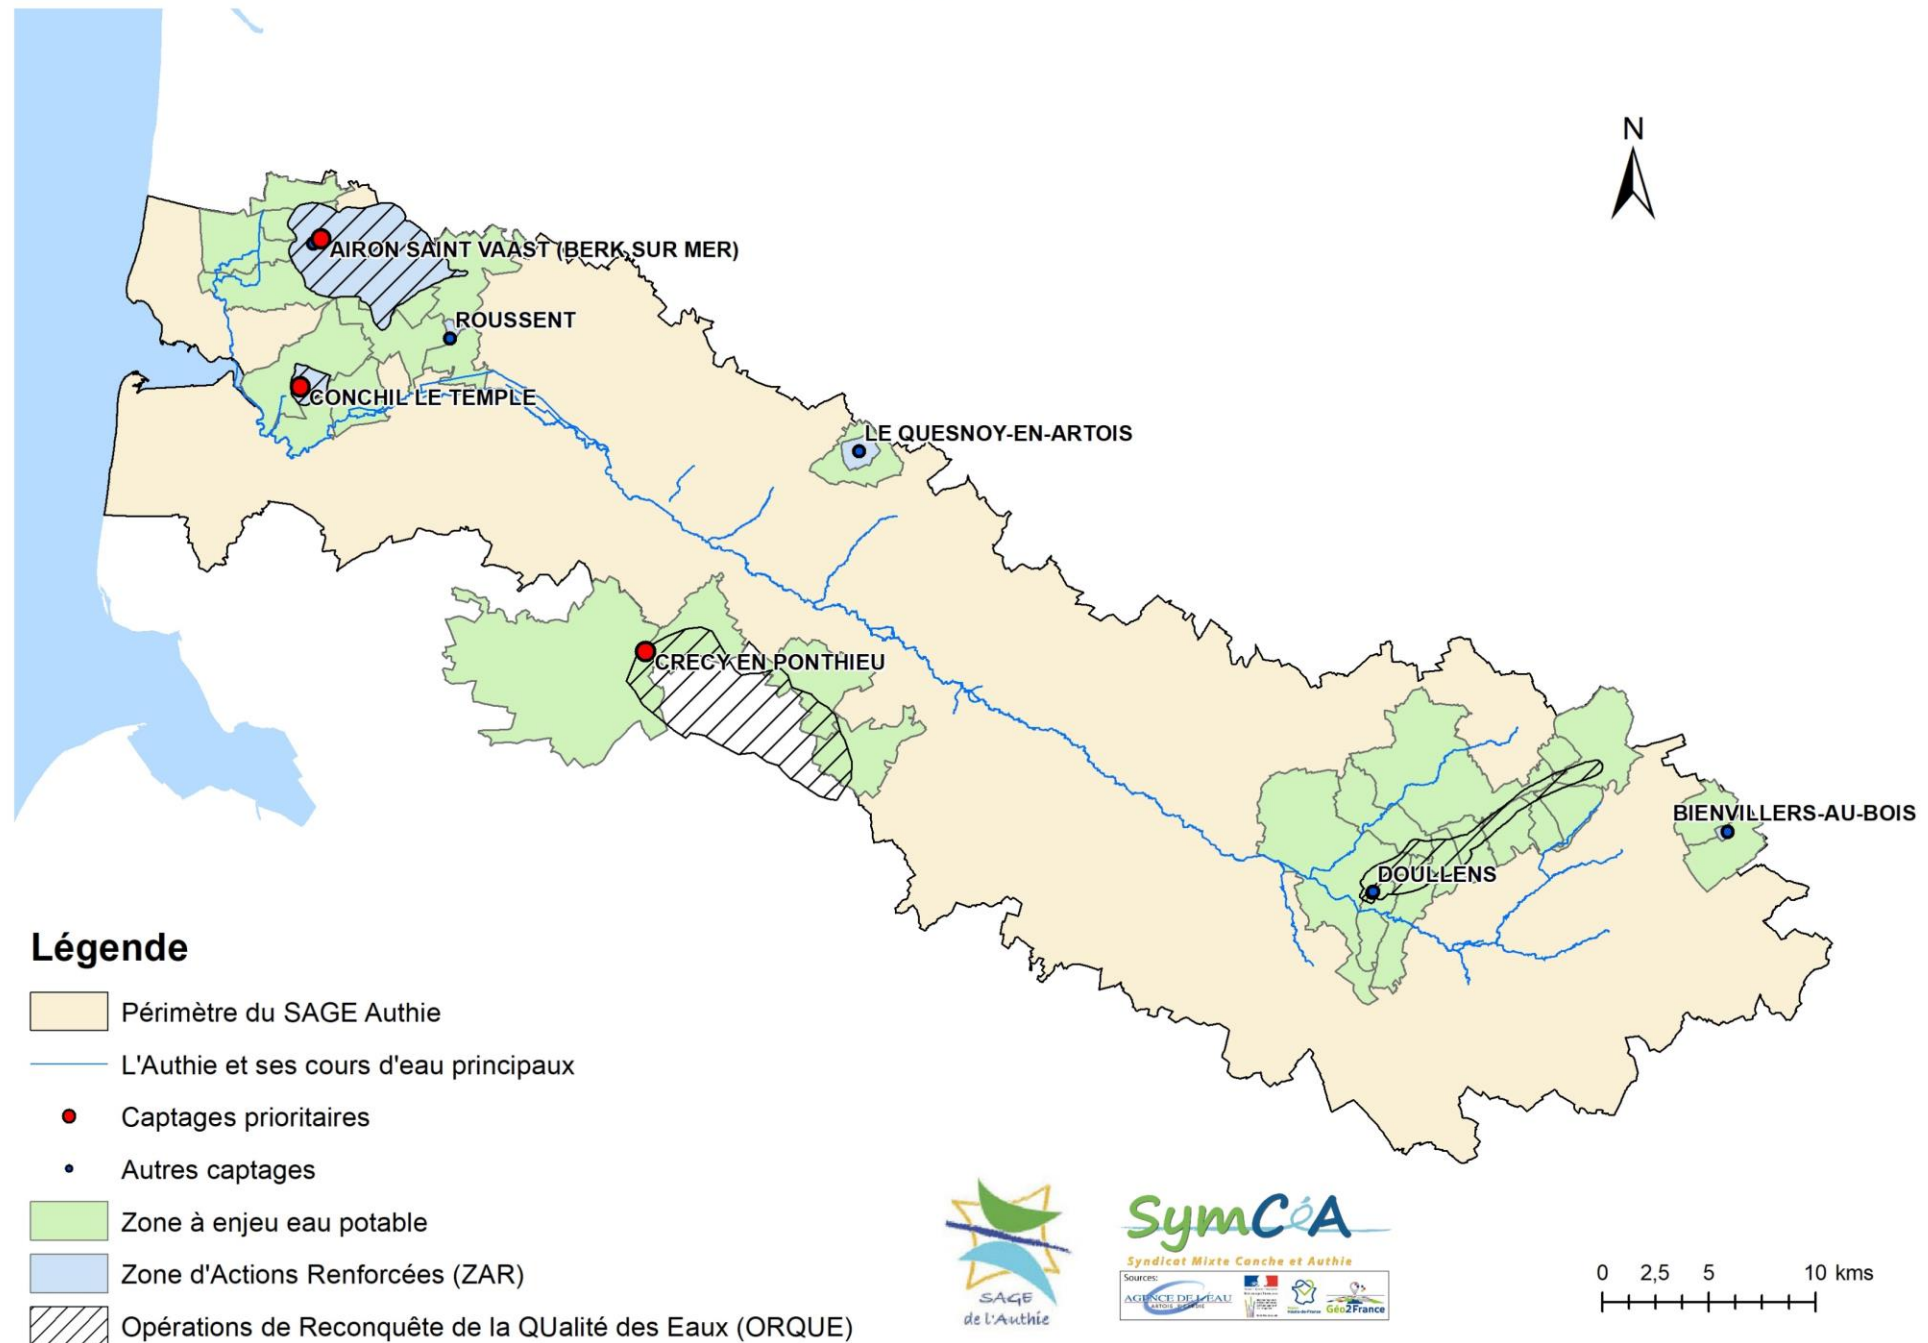 N
AIRON SAINT VAAST (BERK SUR MER)
ROUSSENT
CONCHIL LE TEMPLE
LE QUESNOY-EN-ARTOIS
CRECY EN PONTHIEU
BIENVILLERS-AU-BOIS
DOULLENS
Légende
Périmètre du SAGE Authie
L'Authie et ses cours d'eau principaux
Captages prioritaires
Autres captages
Zone à enjeu eau potable
Zone d'Actions Renforcées (ZAR)
Opérations de Reconquête de la QUalité des Eaux (ORQUE)
SAGE
de l'Authie
SymCéA
Syndicat Mixte Canche et Authie
Sources:
AGENCE DE L'EAU
ARTOIS PICARDIE
Géo2France
0 2,5 5 10 kms